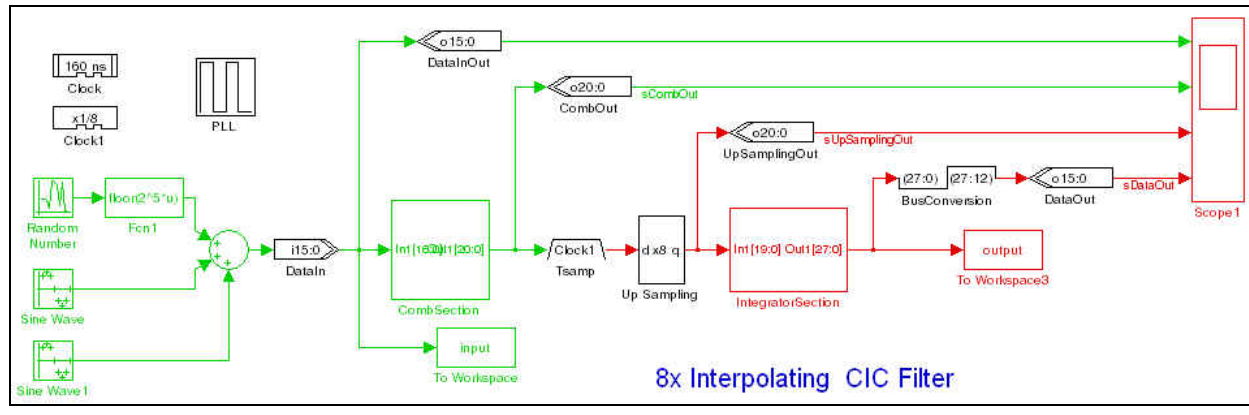 o15:0
DataInOut
160 ns
Clock
x1/8
Clock1
PLL
o20:0
CombOut
sCombOut
o20:0
UpSamplingOut
sUpSamplingOut
(27:0) (27:12)
BusConversion
o15:0
DataOut
sDataOut
Scope1
Random
Number
floor(2^5*u)
Fcn1
i15:0
DataIn
CombSection
Clock1
Tsamp
d x8 q
Up Sampling
Int1 [19:0] Out1[27:0]
IntegratorSection
output
To Workspace3
Sine Wave
Sine Wave1
input
To Workspace
8x Interpolating CIC Filter